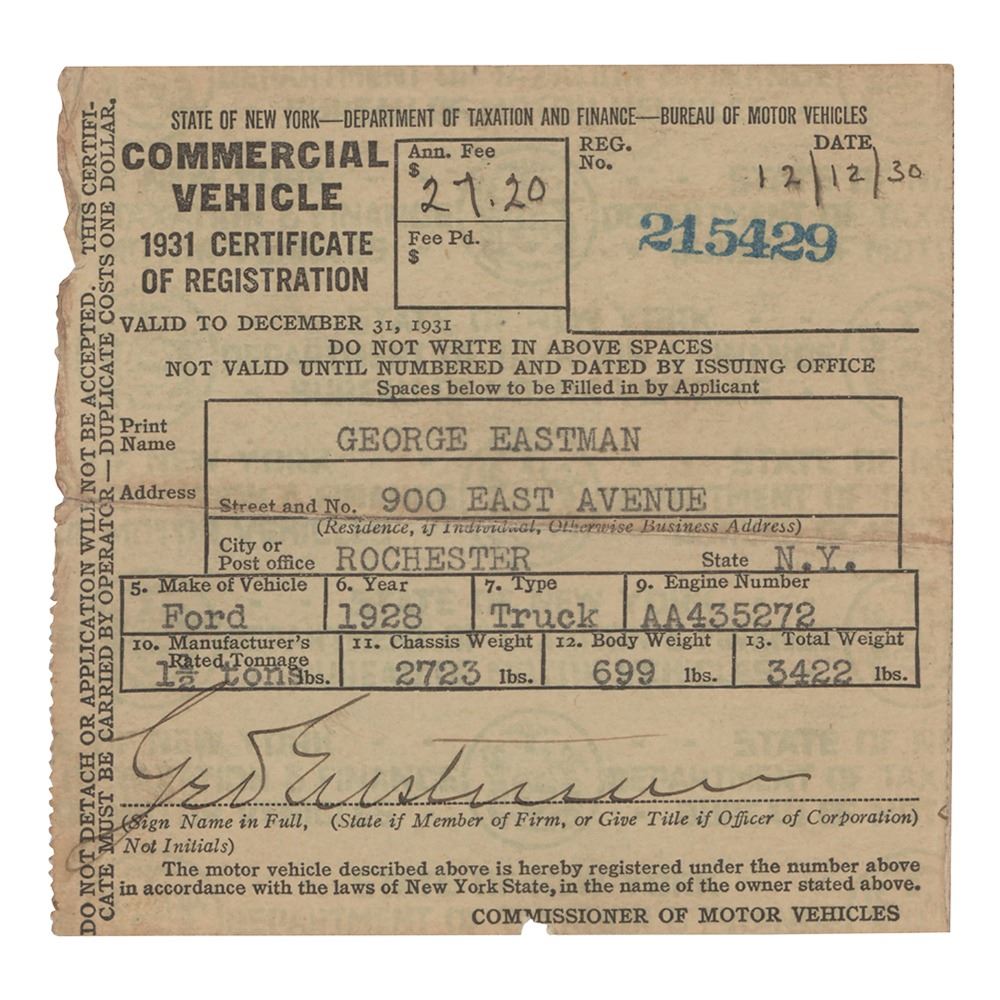 STATE OF NEW YORK—DEPARTMENT OF TAXATION AND FINANCE—BUREAU OF MOTOR VEHICLES
COMMERCIAL
VEHICLE
1931 CERTIFICATE
OF REGISTRATION
Ann. Fee
$ 27.20
Fee Pd.
$
REG.
No.
DATE
12/12/30
215429
VALID TO DECEMBER 31, 1931
DO NOT WRITE IN ABOVE SPACES
NOT VALID UNTIL NUMBERED AND DATED BY ISSUING OFFICE
Spaces below to be Filled in by Applicant
Print
Name
GEORGE EASTMAN
Address
Street and No. 900 EAST AVENUE
(Residence, if Individual, Otherwise Business Address)
City or
Post office ROCHESTER State N.Y.
5. Make of Vehicle 6. Year 7. Type 9. Engine Number
Ford 1928 Truck AA435272
10. Manufacturer's 11. Chassis Weight 12. Body Weight 13. Total Weight
Rated Tonnage
1½ tons lbs. 2723 lbs. 699 lbs. 3422 lbs.
Geo Eastman
(Sign Name in Full, (State if Member of Firm, or Give Title if Officer of Corporation)
Not Initials)
The motor vehicle described above is hereby registered under the number above
in accordance with the laws of New York State, in the name of the owner stated above.
COMMISSIONER OF MOTOR VEHICLES
DO NOT DETACH OR APPLICATION WILL NOT BE ACCEPTED. THIS CERTIFI-
CATE MUST BE CARRIED BY OPERATOR—DUPLICATE COSTS ONE DOLLAR.